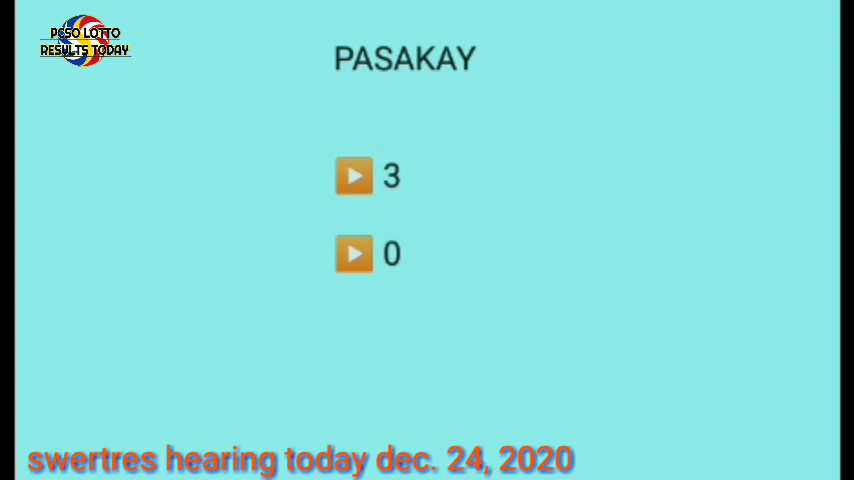 PCSO LOTTO
RESULTS TODAY
PASAKAY
3
0
swertres hearing today dec. 24, 2020